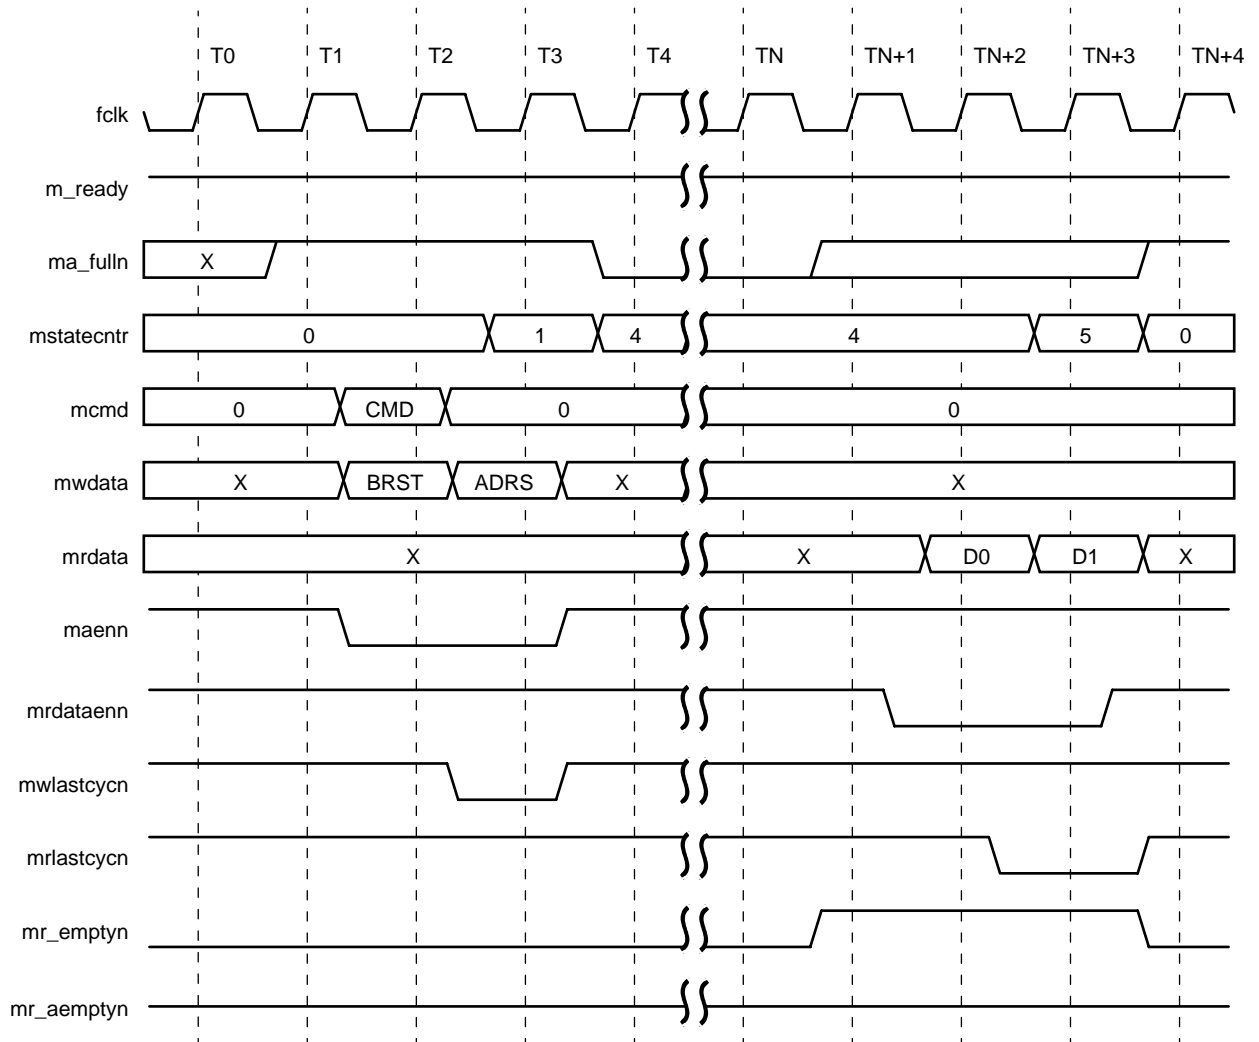 T0 T1 T2 T3 T4 TN TN+1 TN+2 TN+3 TN+4
fclk
m_ready
ma_fulln X
mstatecntr 0 1 4 4 5 0
mcmd 0 CMD 0 0
mwdata X BRST ADRS X X
mrdata X X D0 D1 X
maenn
mrdataenn
mwlastcycn
mrlastcycn
mr_emptyn
mr_aemptyn